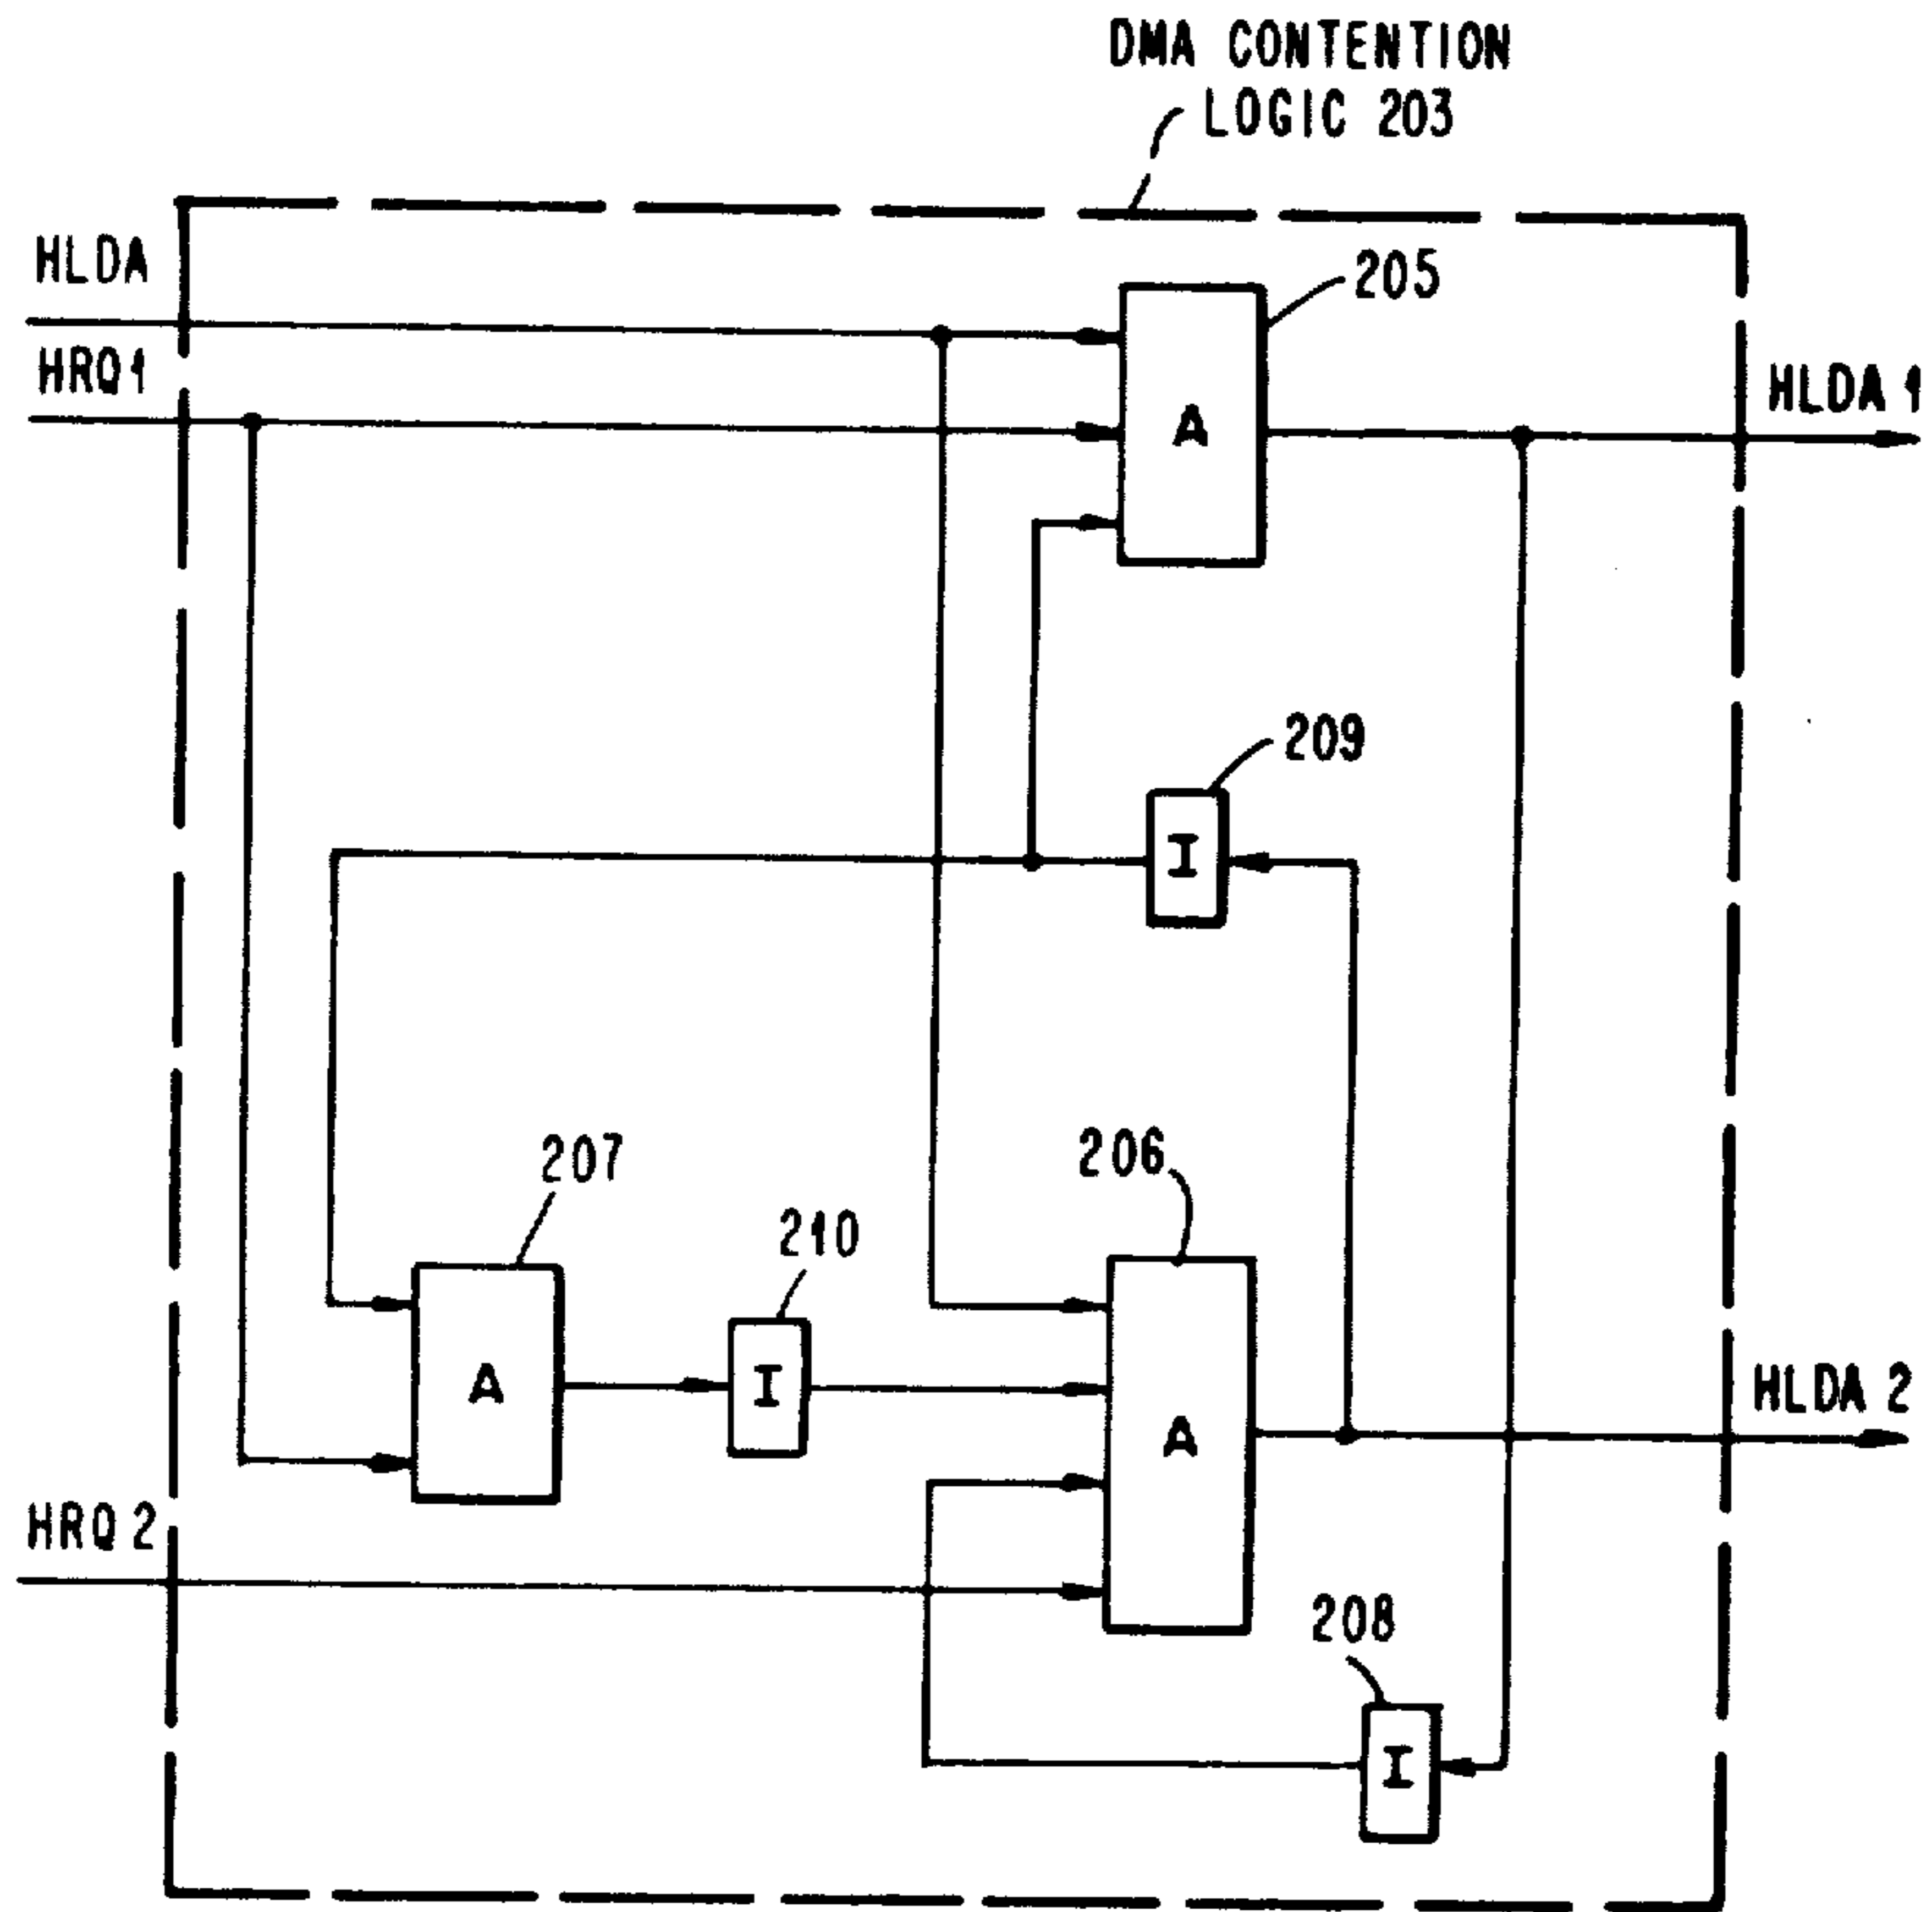 DMA CONTENTION
LOGIC 203
HLDA
205
HRQ1
HLDA 1
A
209
I
207
206
210
A
I
A
HLDA 2
HRQ 2
208
I